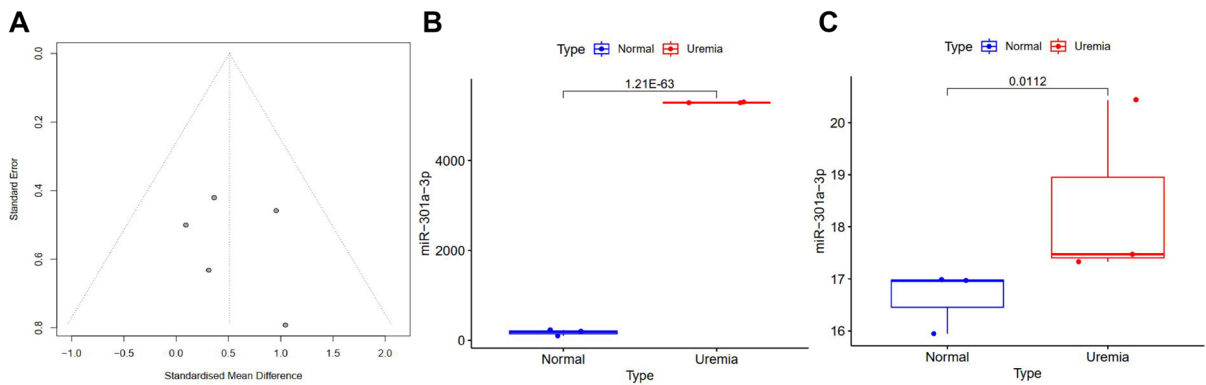 A
0.0
0.2
0.4
0.6
0.8
Standard Error
−1.0 −0.5 0.0 0.5 1.0 1.5 2.0
Standardised Mean Difference
B
Type Normal Uremia
1.21E−63
4000
2000
0
miR−301a−3p
Normal Uremia
Type
C
Type Normal Uremia
0.0112
20
19
18
17
16
miR−301a−3p
Normal Uremia
Type